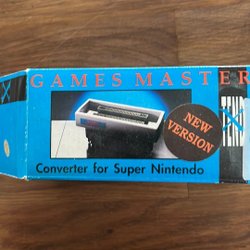 GAMES MASTER
NEW
VERSION
Converter for Super Nintendo